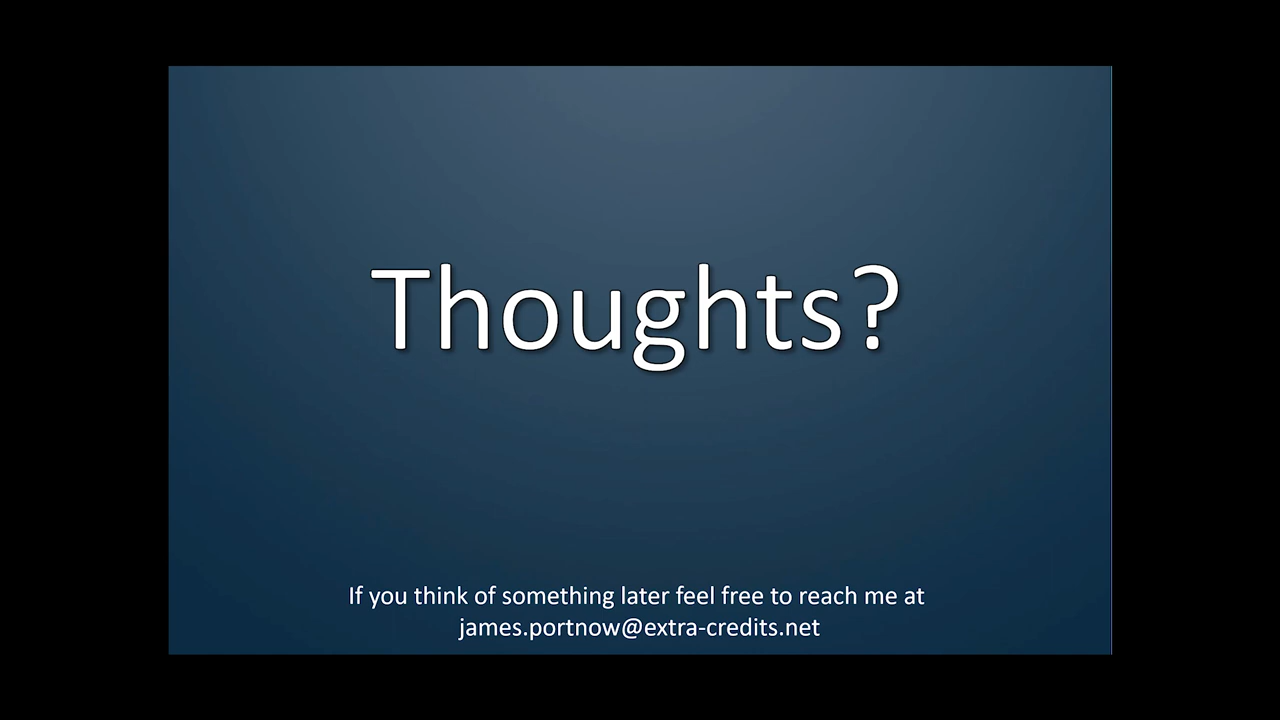 Thoughts?
If you think of something later feel free to reach me at
james.portnow@extra-credits.net